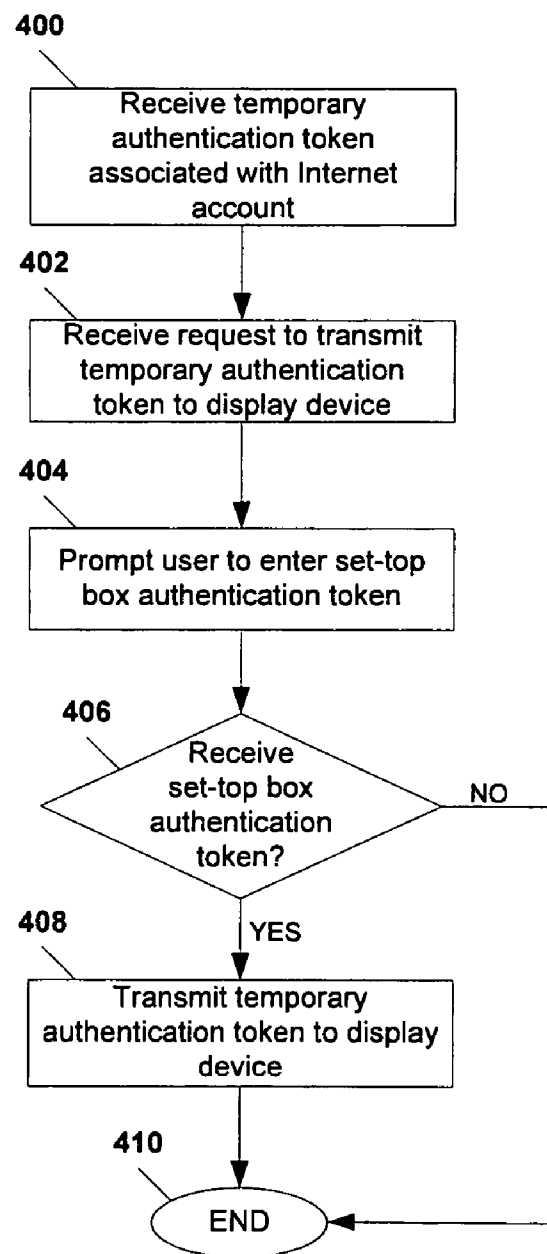 400
Receive temporary
authentication token
associated with Internet
account
402
Receive request to transmit
temporary authentication
token to display device
404
Prompt user to enter set-top
box authentication token
406
Receive
set-top box
authentication
token?
NO
YES
408
Transmit temporary
authentication token to display
device
410
END